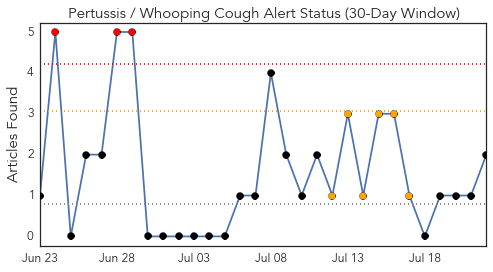 Pertussis / Whooping Cough Alert Status (30-Day Window)
Articles Found
5
4
3
2
1
0
Jun 23 Jun 28 Jul 03 Jul 08 Jul 13 Jul 18